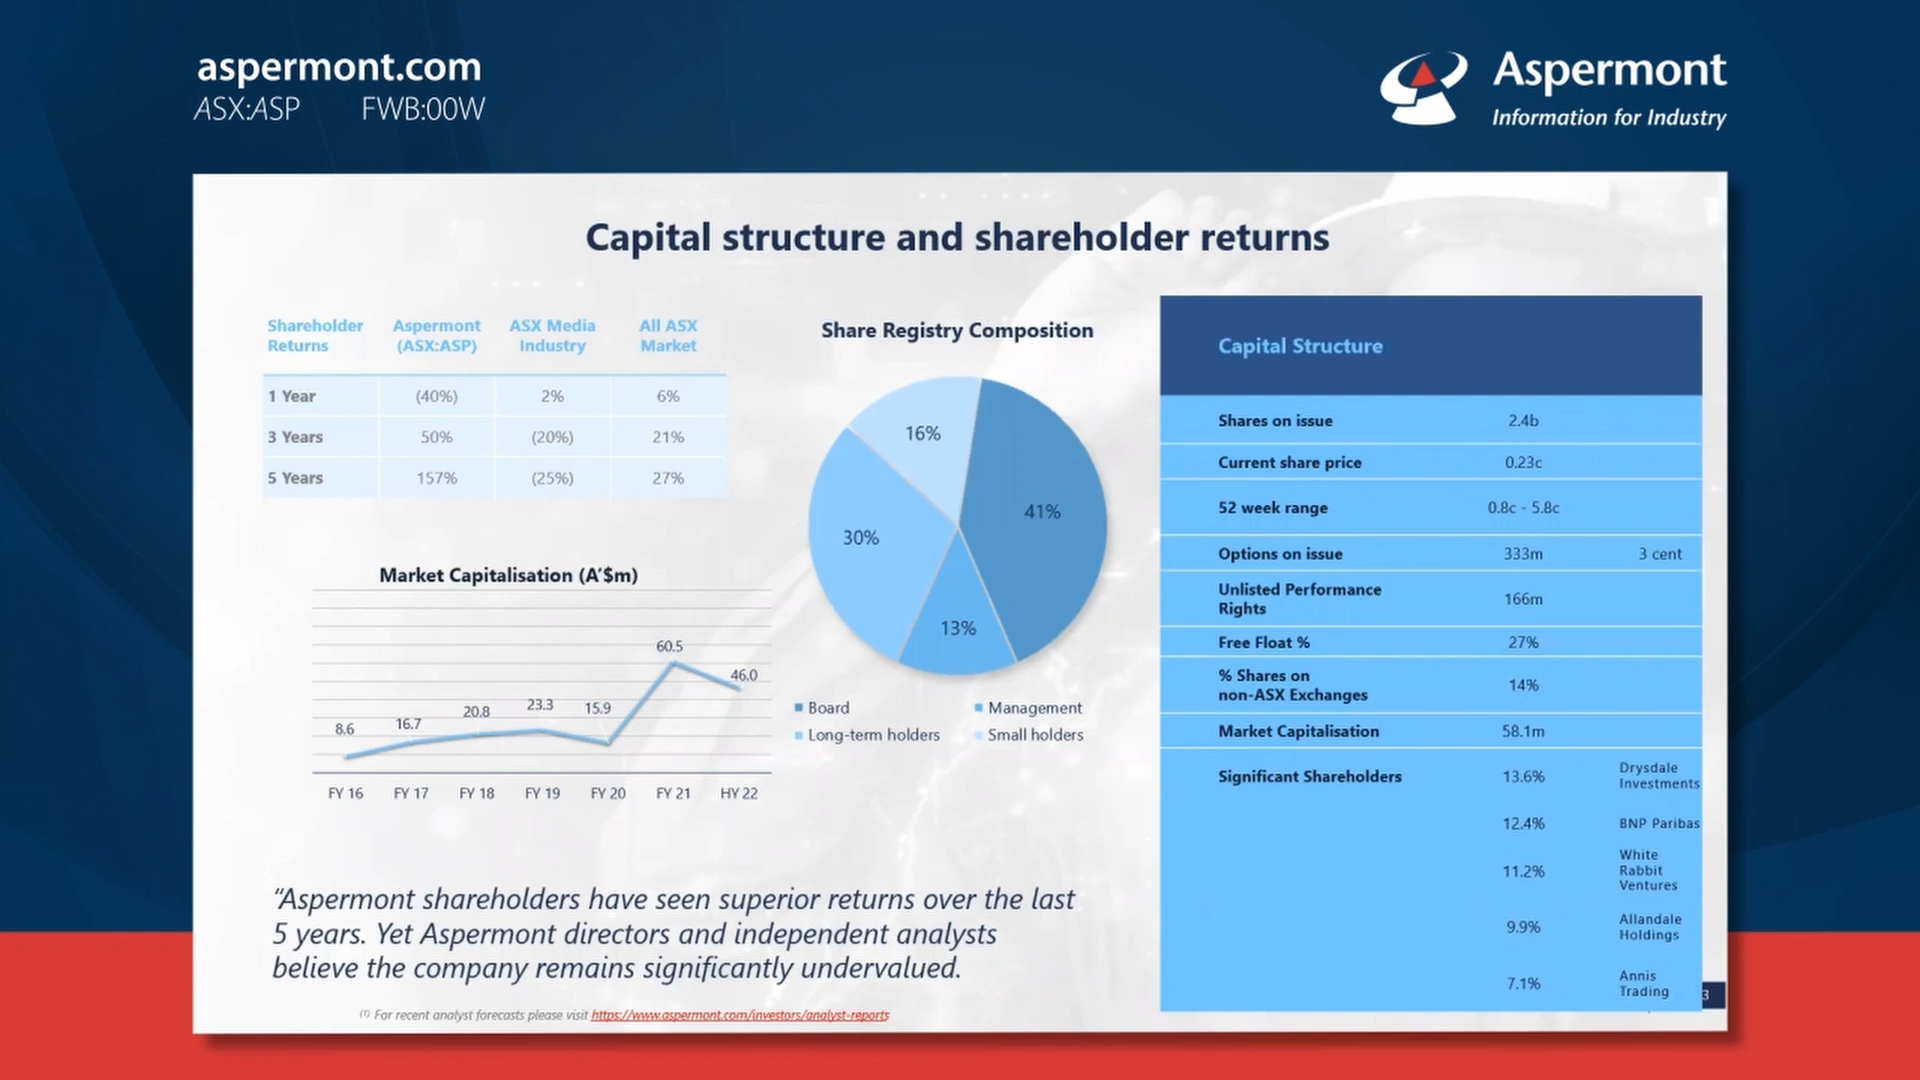 aspermont.com
ASX:ASP FWB:00W
Aspermont
Information for Industry
Capital structure and shareholder returns
Shareholder Returns Aspermont (ASX:ASP) ASX Media Industry All ASX Market
1 Year (40%) 2% 6%
3 Years 50% (20%) 21%
5 Years 157% (25%) 27%
Market Capitalisation (A'$m)
8.6 16.7 20.8 23.3 15.9 60.5 46.0
FY 16 FY 17 FY 18 FY 19 FY 20 FY 21 HY 22
Share Registry Composition
16%
41%
30%
13%
Board Management
Long-term holders Small holders
Capital Structure
Shares on issue 2.4b
Current share price 0.23c
52 week range 0.8c - 5.8c
Options on issue 333m 3 cent
Unlisted Performance
Rights 166m
Free Float % 27%
% Shares on
non-ASX Exchanges 14%
Market Capitalisation 58.1m
Significant Shareholders 13.6% Drysdale Investments
12.4% BNP Paribas
11.2% White Rabbit Ventures
9.9% Allandale Holdings
7.1% Annis Trading
“Aspermont shareholders have seen superior returns over the last
5 years. Yet Aspermont directors and independent analysts
believe the company remains significantly undervalued.
(1) For recent analyst forecasts please visit https://www.aspermont.com/investors/analyst-reports
3